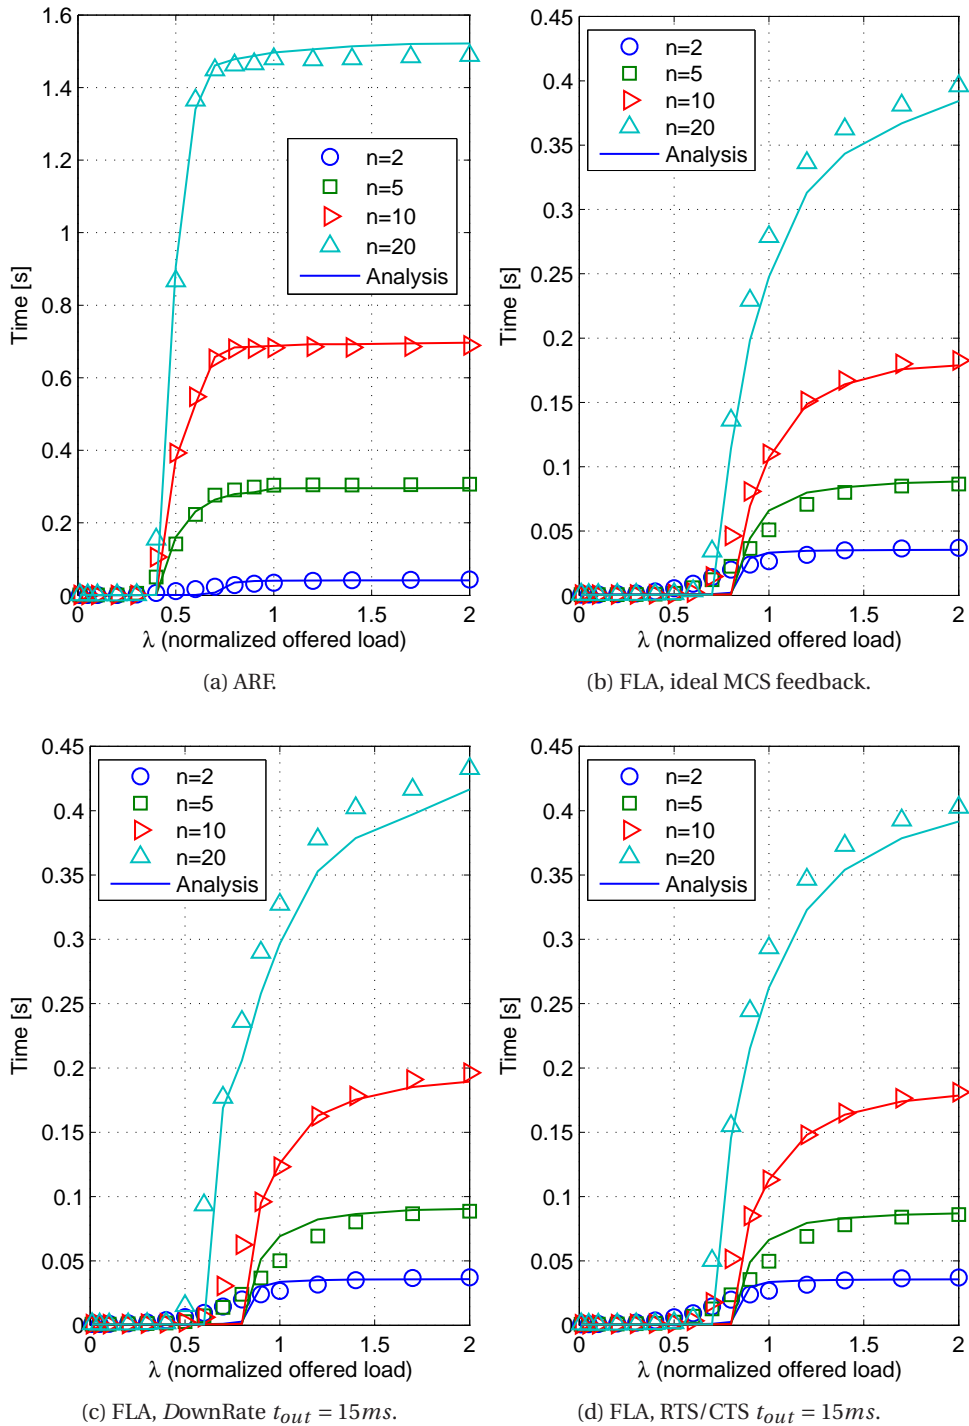 1.6
1.4
1.2
1
0.8
0.6
0.4
0.2
0
Time [s]
n=2
n=5
n=10
n=20
Analysis
0 0.5 1 1.5 2
λ (normalized offered load)
(a) ARF.
0.45
0.4
0.35
0.3
0.25
0.2
0.15
0.1
0.05
0
Time [s]
n=2
n=5
n=10
n=20
Analysis
0 0.5 1 1.5 2
λ (normalized offered load)
(b) FLA, ideal MCS feedback.
0.45
0.4
0.35
0.3
0.25
0.2
0.15
0.1
0.05
0
Time [s]
n=2
n=5
n=10
n=20
Analysis
0 0.5 1 1.5 2
λ (normalized offered load)
(c) FLA, DownRate t_out = 15ms.
0.45
0.4
0.35
0.3
0.25
0.2
0.15
0.1
0.05
0
Time [s]
n=2
n=5
n=10
n=20
Analysis
0 0.5 1 1.5 2
λ (normalized offered load)
(d) FLA, RTS/CTS t_out = 15ms.